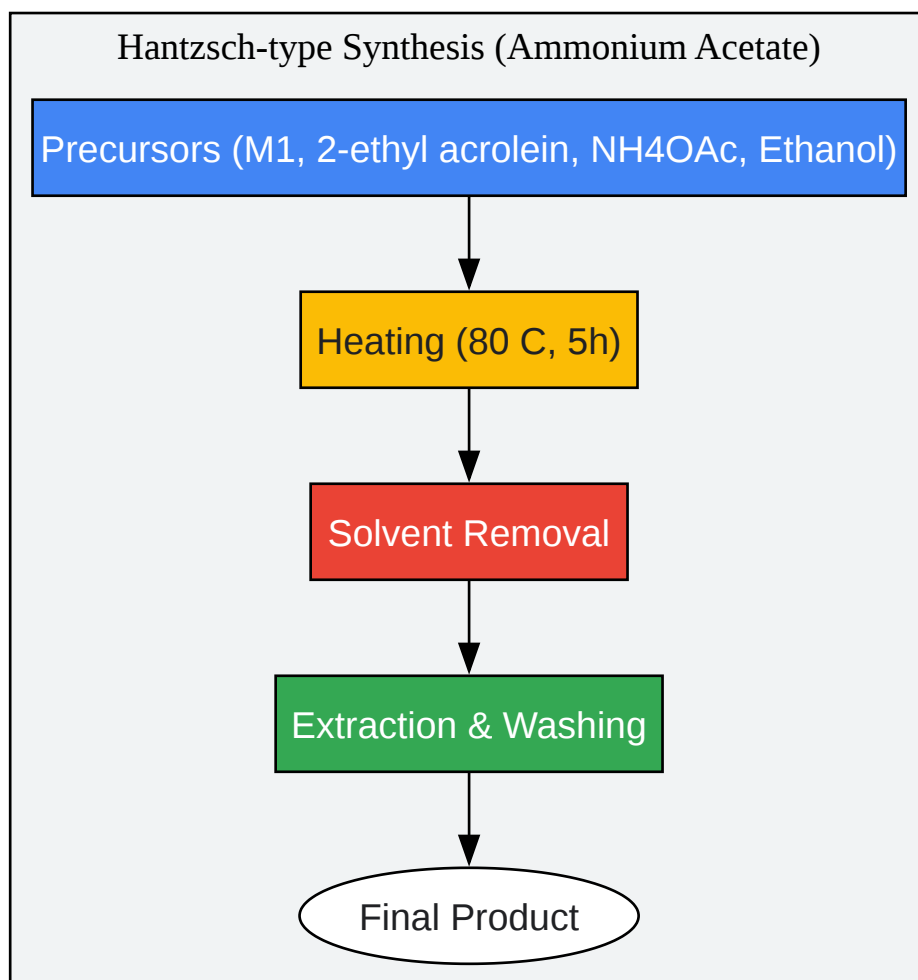 Hantzsch-type Synthesis (Ammonium Acetate)
Precursors (M1, 2-ethyl acrolein, NH4OAc, Ethanol)
Heating (80 C, 5h)
Solvent Removal
Extraction & Washing
Final Product